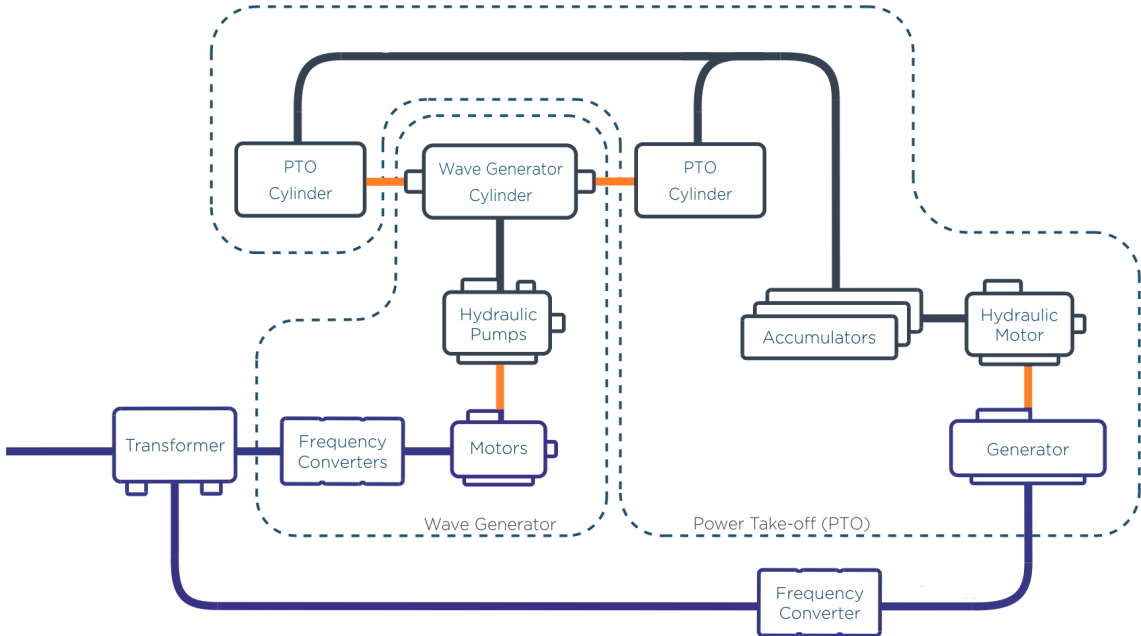 PTO
Cylinder
Wave Generator
Cylinder
PTO
Cylinder
Hydraulic
Pumps
Accumulators
Hydraulic
Motor
Transformer
Frequency
Converters
Motors
Generator
Wave Generator
Power Take-off (PTO)
Frequency
Converter